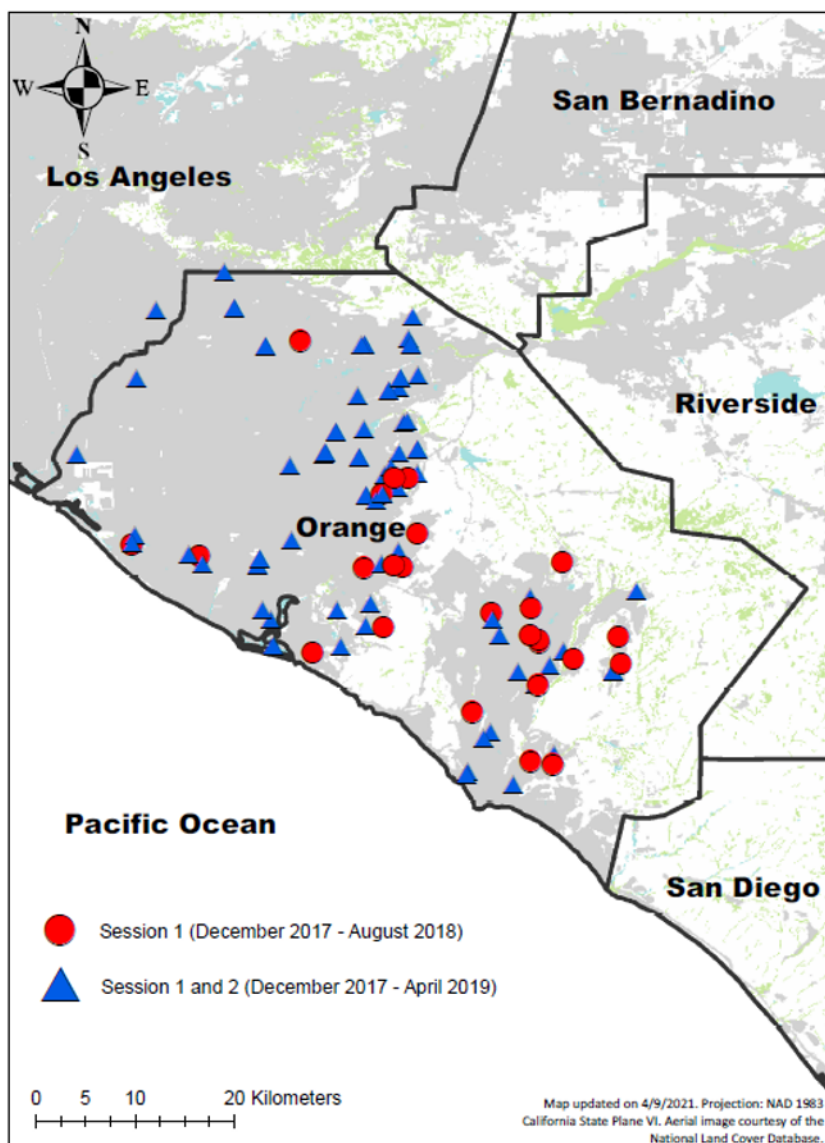 N
W E
S
San Bernadino
Los Angeles
Riverside
Orange
Pacific Ocean
San Diego
Session 1 (December 2017 - August 2018)
Session 1 and 2 (December 2017 - April 2019)
0 5 10 20 Kilometers
Map updated on 4/9/2021. Projection: NAD 1983
California State Plane VI. Aerial image courtesy of the
National Land Cover Database.